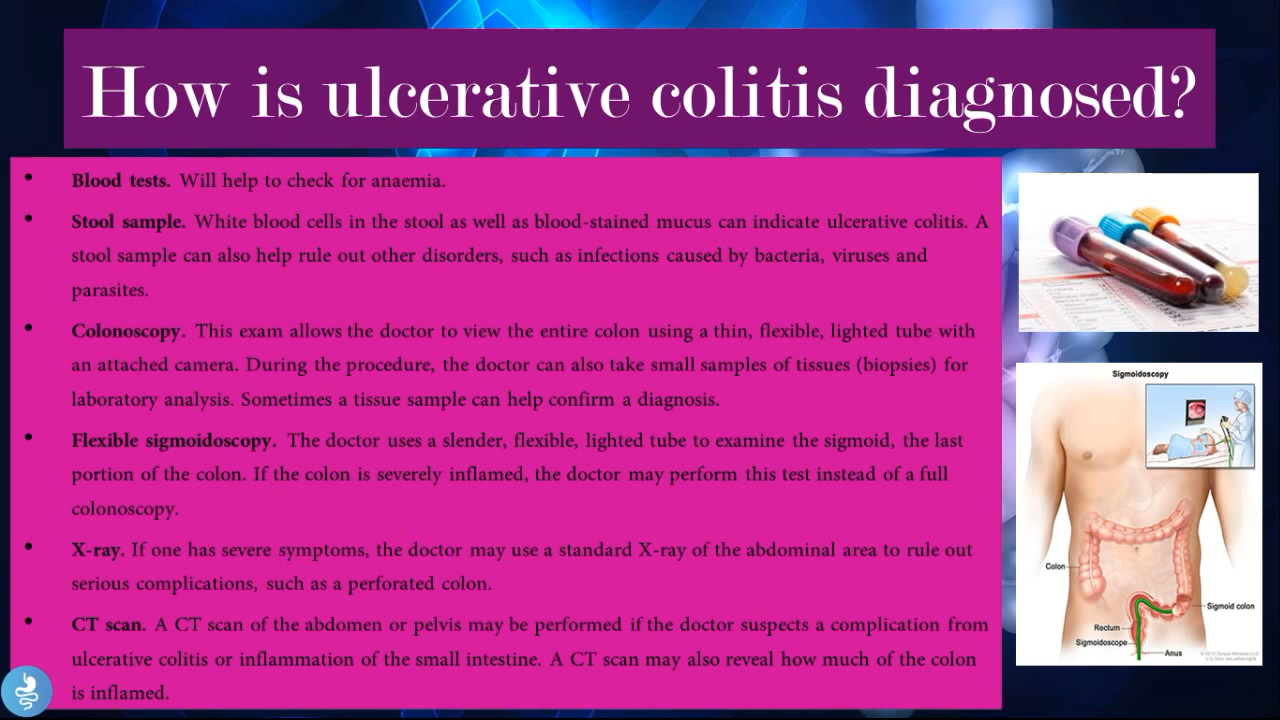 How is ulcerative colitis diagnosed?
• Blood tests. Will help to check for anaemia.
• Stool sample. White blood cells in the stool as well as blood-stained mucus can indicate ulcerative colitis. A
stool sample can also help rule out other disorders, such as infections caused by bacteria, viruses and
parasites.
• Colonoscopy. This exam allows the doctor to view the entire colon using a thin, flexible, lighted tube with
an attached camera. During the procedure, the doctor can also take small samples of tissues (biopsies) for
laboratory analysis. Sometimes a tissue sample can help confirm a diagnosis.
• Flexible sigmoidoscopy. The doctor uses a slender, flexible, lighted tube to examine the sigmoid, the last
portion of the colon. If the colon is severely inflamed, the doctor may perform this test instead of a full
colonoscopy.
• X-ray. If one has severe symptoms, the doctor may use a standard X-ray of the abdominal area to rule out
serious complications, such as a perforated colon.
• CT scan. A CT scan of the abdomen or pelvis may be performed if the doctor suspects a complication from
ulcerative colitis or inflammation of the small intestine. A CT scan may also reveal how much of the colon
is inflamed.
Sigmoidoscopy
Colon
Sigmoid colon
Rectum
Sigmoidoscope
Anus